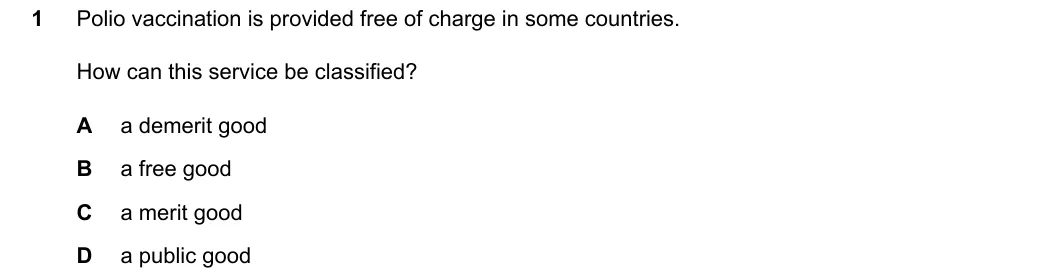 1 Polio vaccination is provided free of charge in some countries.
How can this service be classified?
A a demerit good
B a free good
C a merit good
D a public good